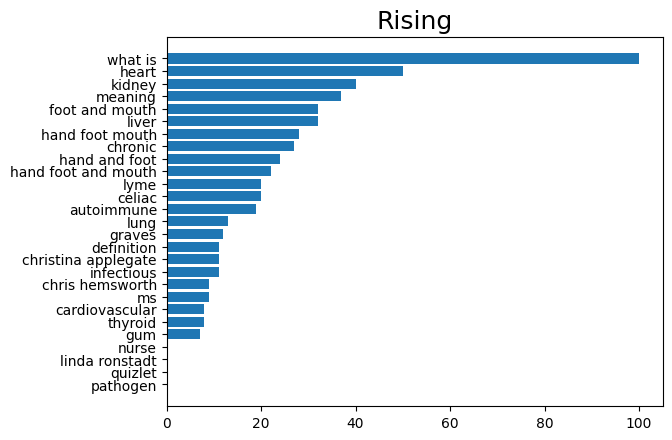 Rising
what is
heart
kidney
meaning
foot and mouth
liver
hand foot mouth
chronic
hand and foot
hand foot and mouth
lyme
celiac
autoimmune
lung
graves
definition
christina applegate
infectious
chris hemsworth
ms
cardiovascular
thyroid
gum
nurse
linda ronstadt
quizlet
pathogen
0 20 40 60 80 100